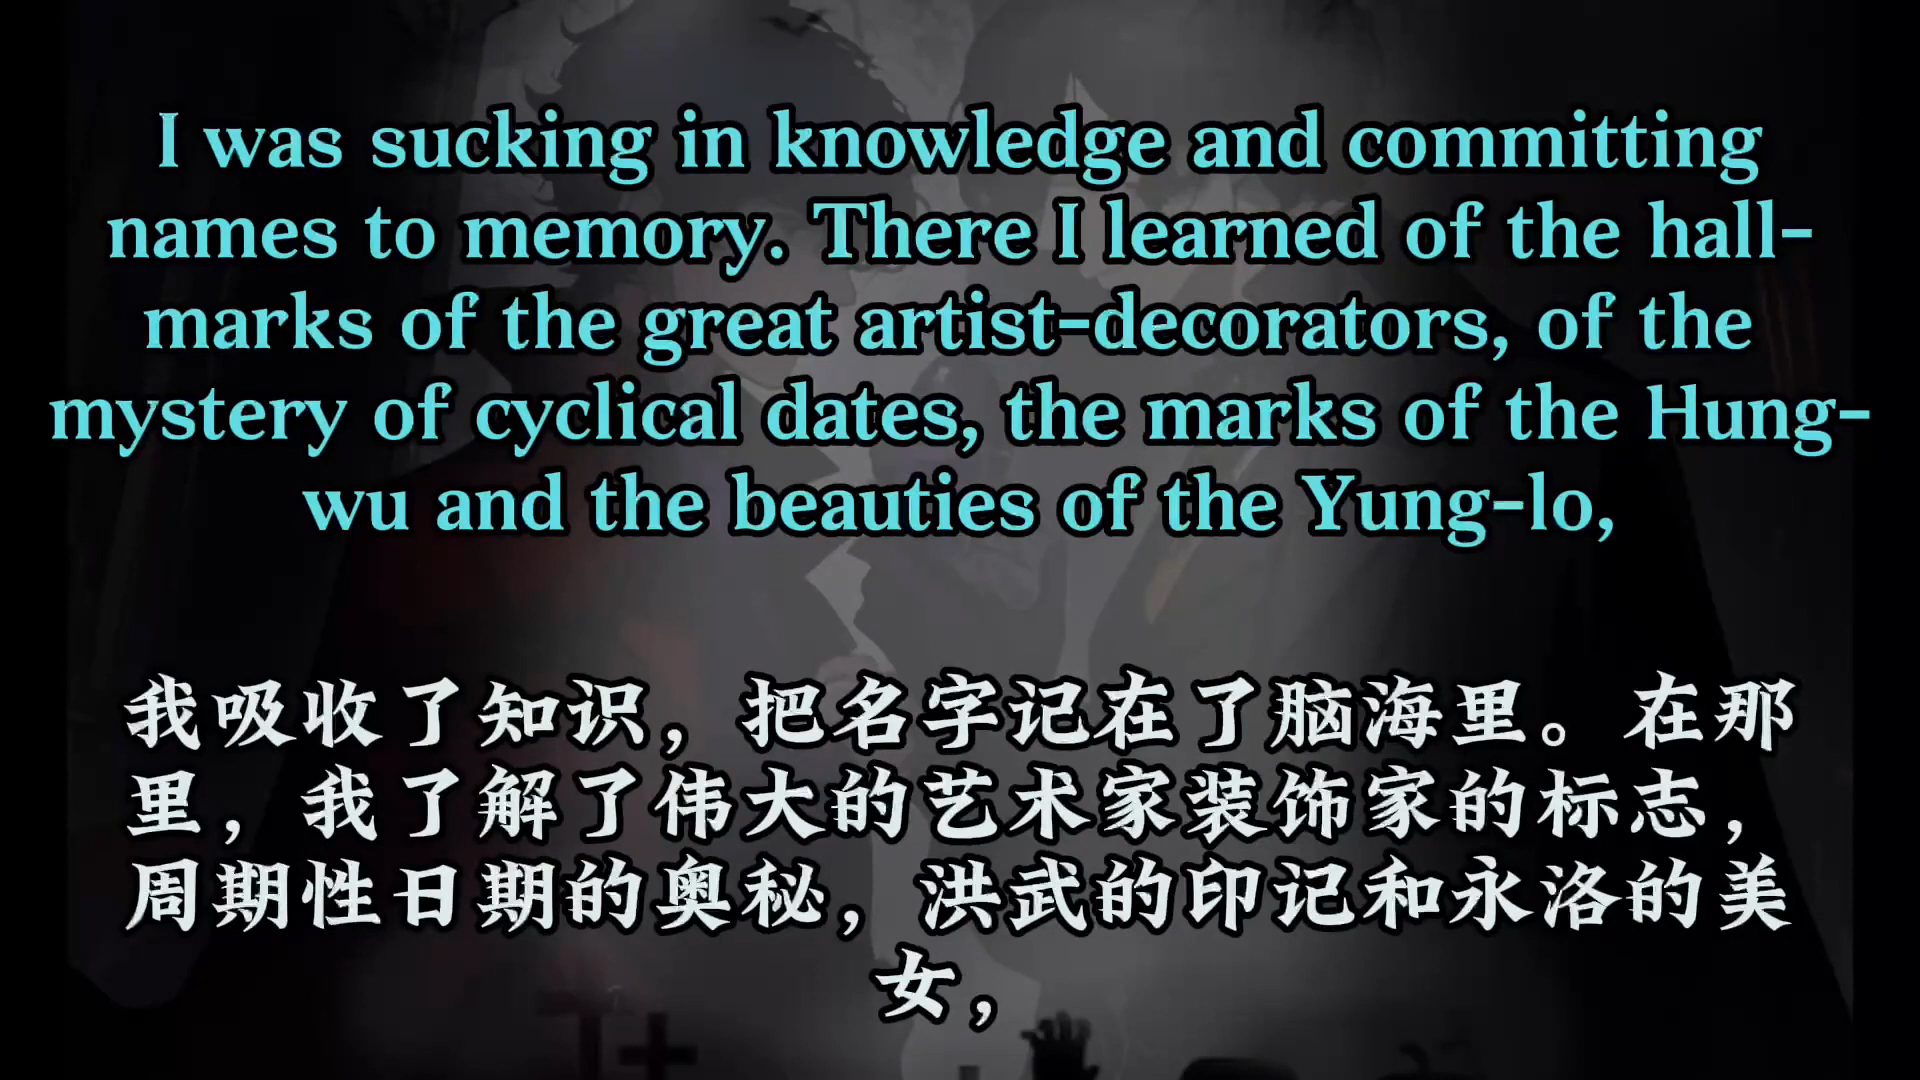 I was sucking in knowledge and committing
names to memory. There I learned of the hall-
marks of the great artist-decorators, of the
mystery of cyclical dates, the marks of the Hung-
wu and the beauties of the Yung-lo,
我吸收了知识，把名字记在了脑海里。在那
里，我了解了伟大的艺术家装饰家的标志，
周期性日期的奥秘，洪武的印记和永洛的美
女，